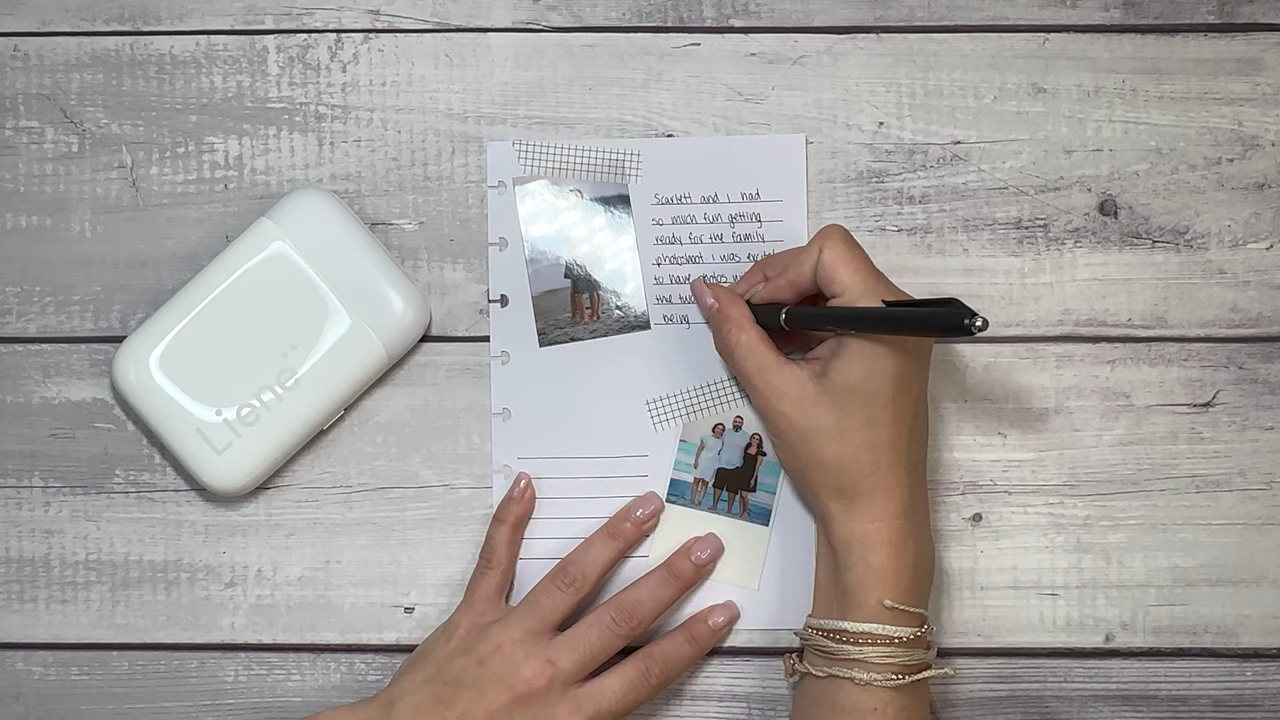 Scarlett and I had
so much fun getting
ready for the family
photoshoot. I was
to have photos
the
being
Liene